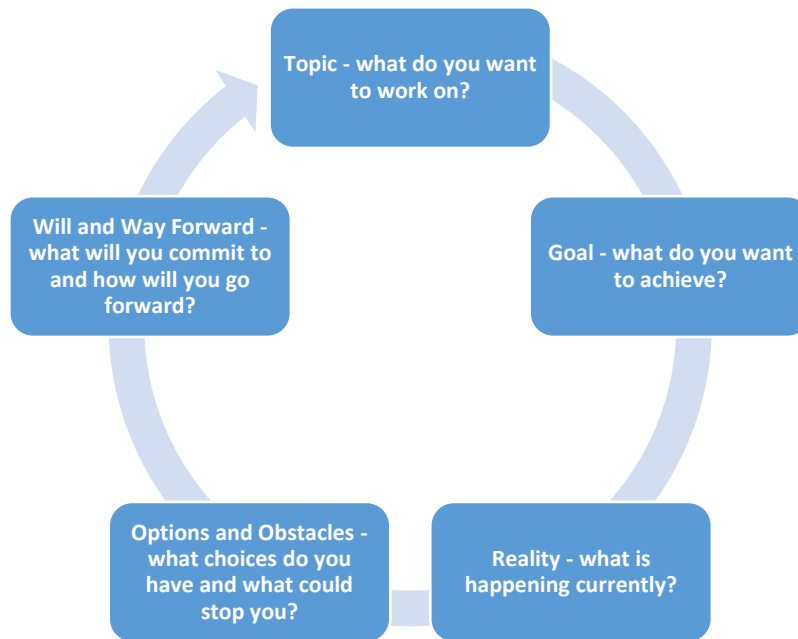 Topic - what do you want
to work on?
Goal - what do you want
to achieve?
Reality - what is
happening currently?
Options and Obstacles -
what choices do you
have and what could
stop you?
Will and Way Forward -
what will you commit to
and how will you go
forward?